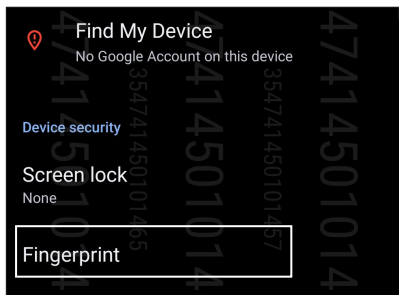 Find My Device
No Google Account on this device
Device security
Screen lock
None
Fingerprint